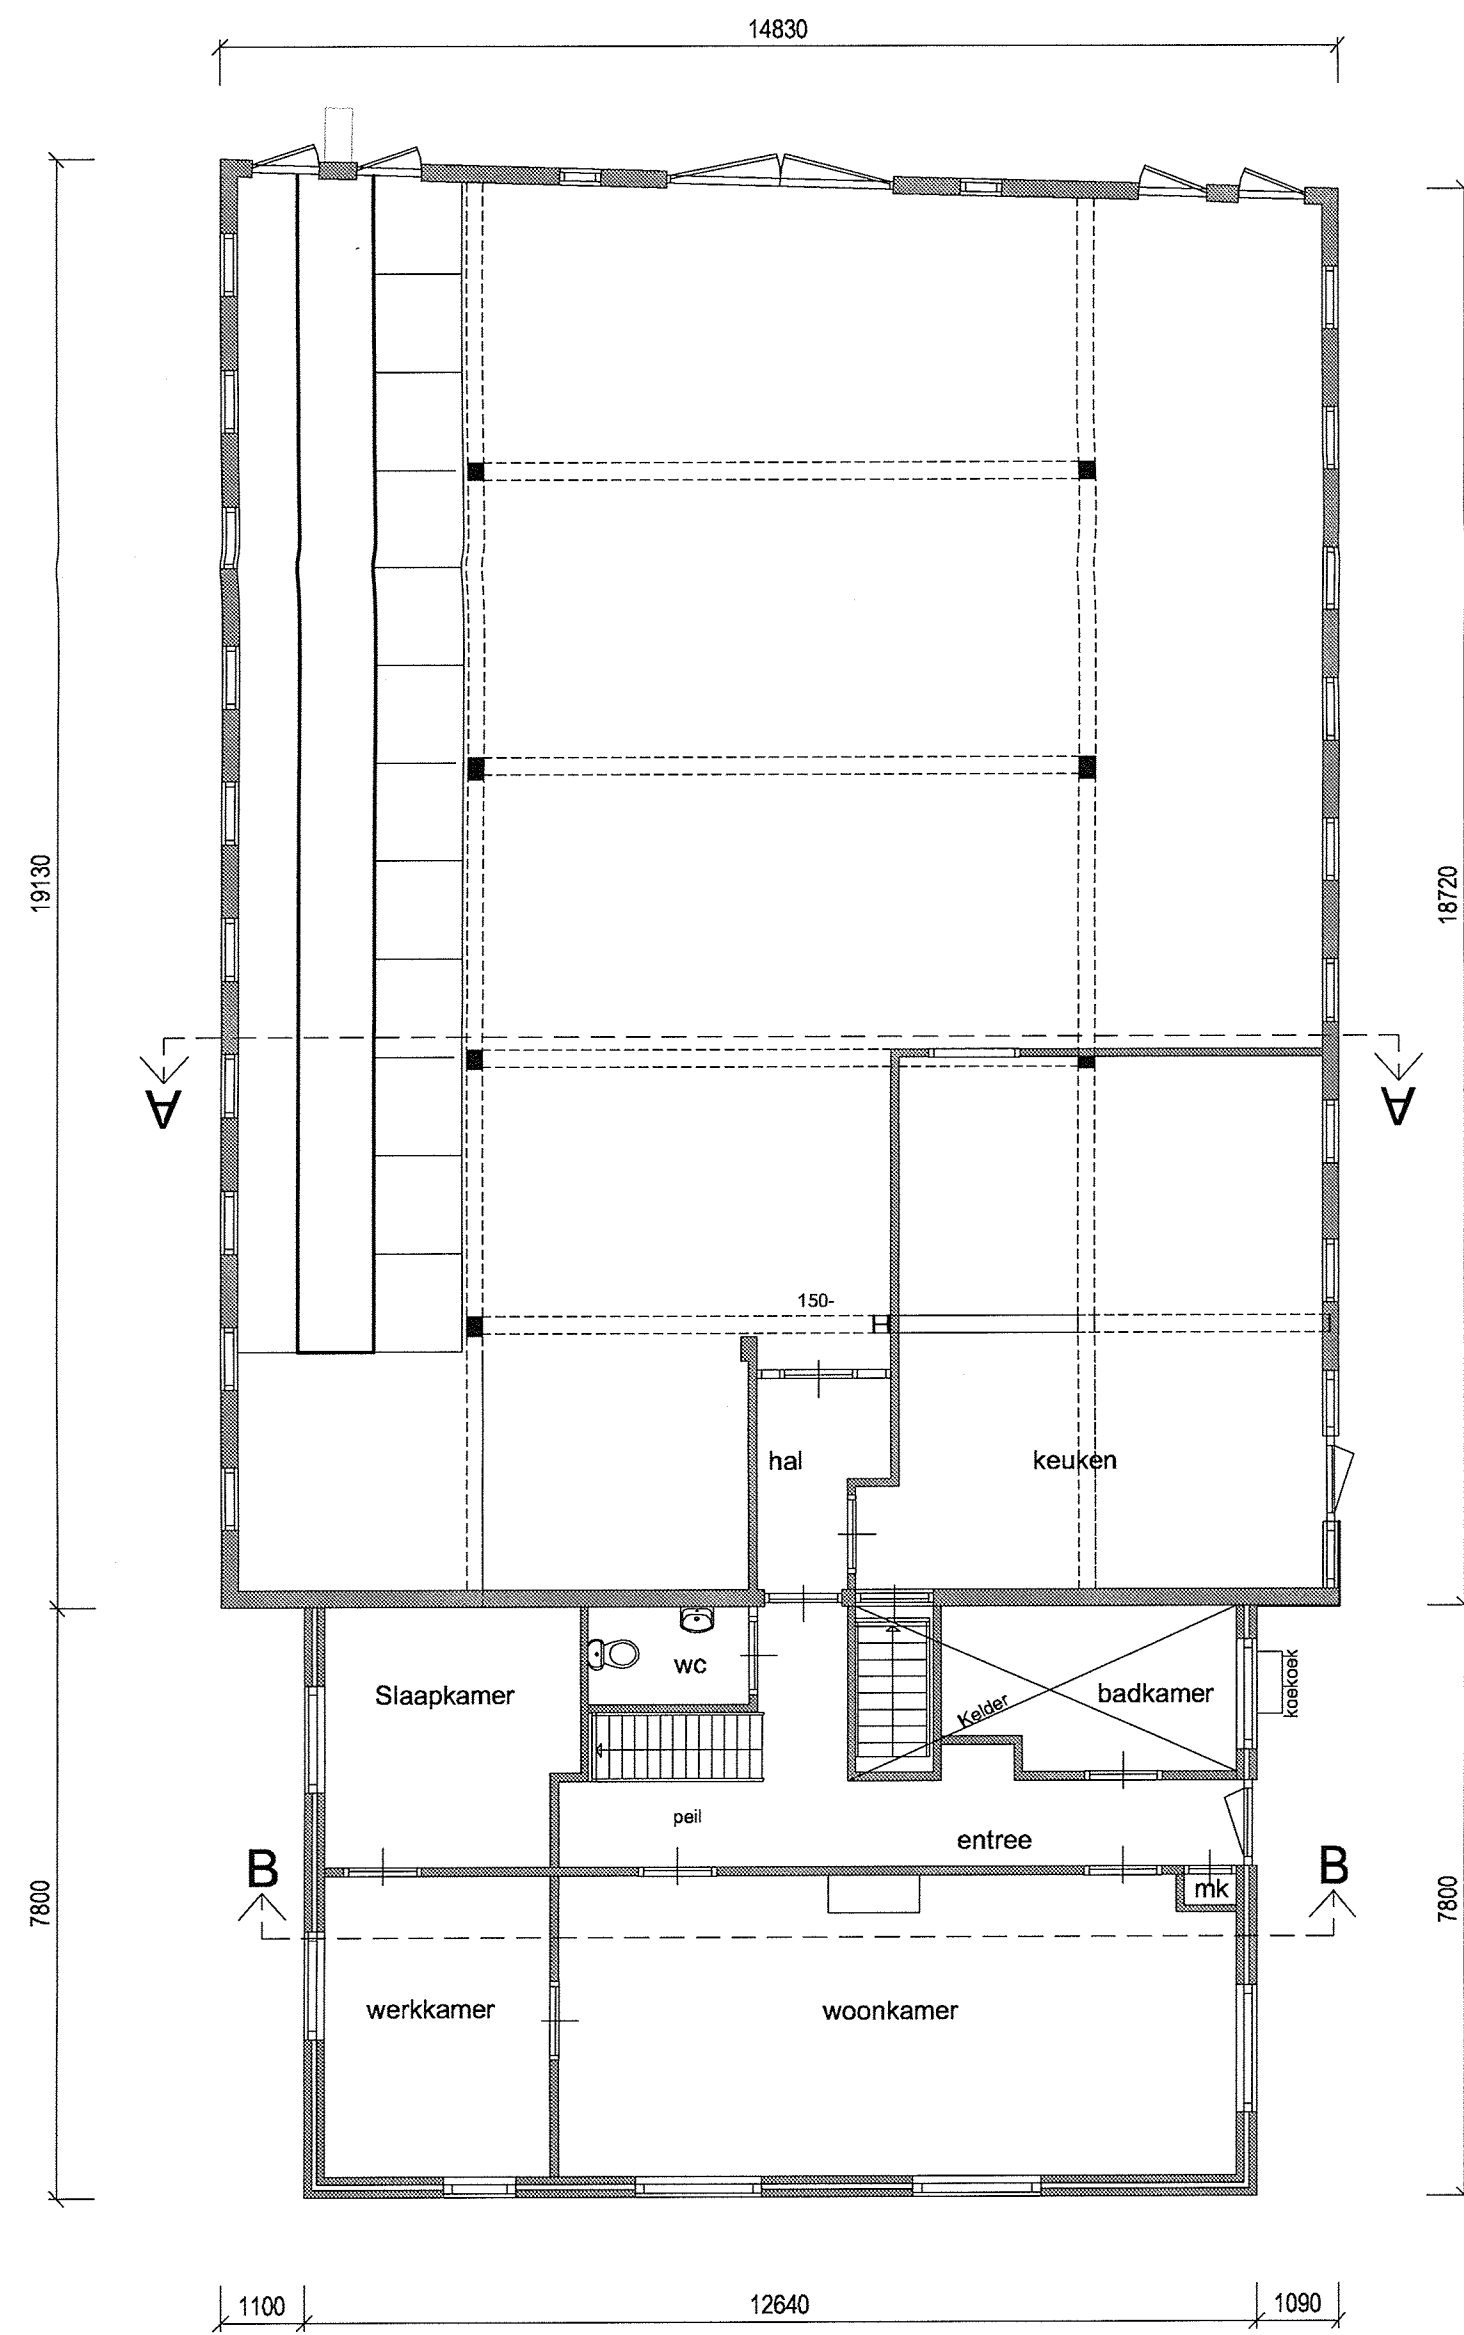 14830
19130
18720
A
A
150-
hal
keuken
wc
Slaapkamer
badkamer
koekoek
Kelder
peil
entree
B
B
mk
7800
7800
werkkamer
woonkamer
1100
12640
1090